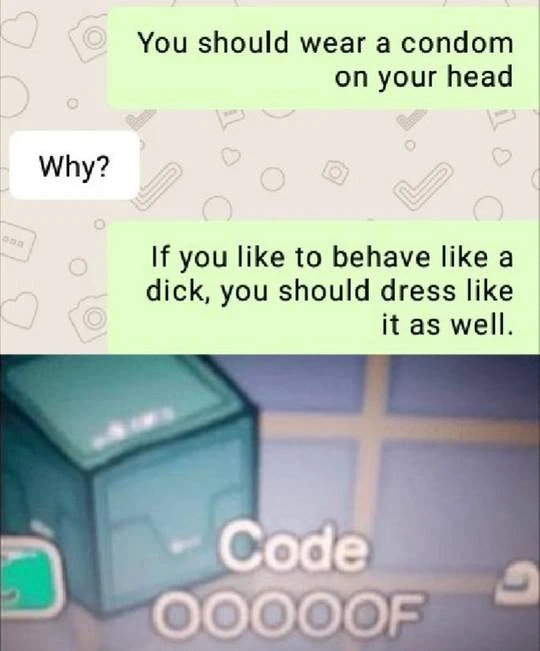 You should wear a condom
on your head
Why?
If you like to behave like a
dick, you should dress like
it as well.
Code
OOOOOF